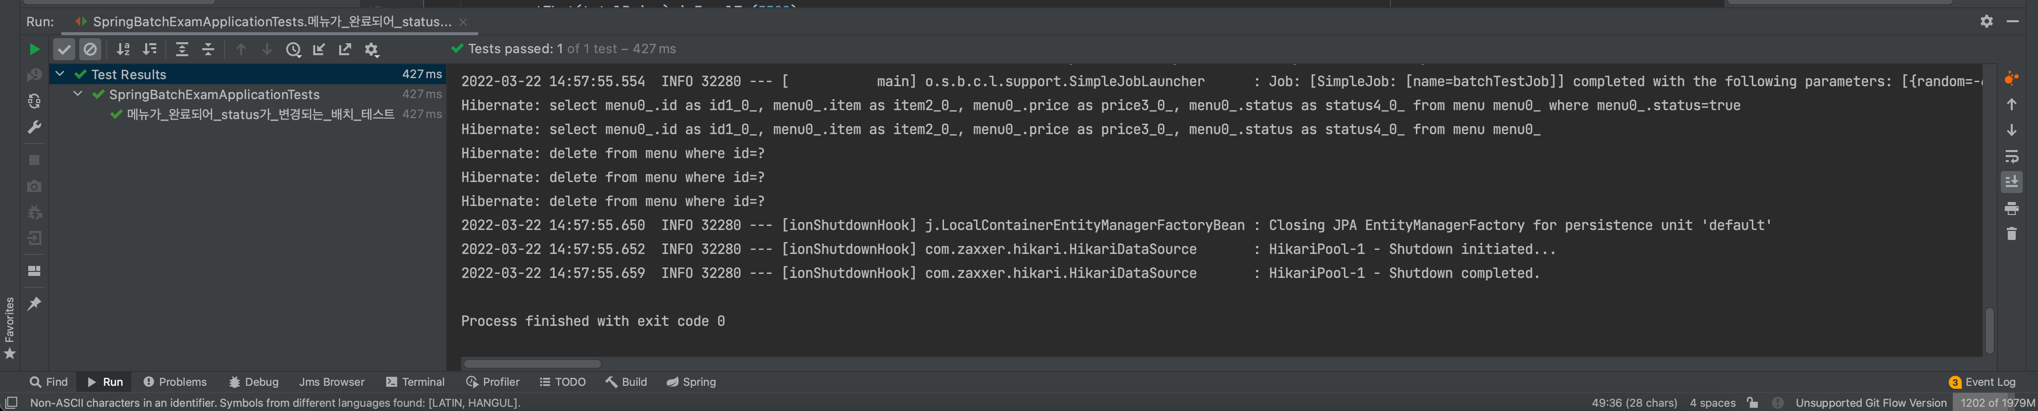 Run: SpringBatchExamApplicationTests.메뉴가_완료되어_status...
Tests passed: 1 of 1 test – 427 ms
Test Results 427 ms
SpringBatchExamApplicationTests 427 ms
메뉴가_완료되어_status가_변경되는_배치_테스트 427 ms
2022-03-22 14:57:55.554  INFO 32280 --- [           main] o.s.b.c.l.support.SimpleJobLauncher      : Job: [SimpleJob: [name=batchTestJob]] completed with the following parameters: [{random=-
Hibernate: select menu0_.id as id1_0_, menu0_.item as item2_0_, menu0_.price as price3_0_, menu0_.status as status4_0_ from menu menu0_ where menu0_.status=true
Hibernate: select menu0_.id as id1_0_, menu0_.item as item2_0_, menu0_.price as price3_0_, menu0_.status as status4_0_ from menu menu0_
Hibernate: delete from menu where id=?
Hibernate: delete from menu where id=?
Hibernate: delete from menu where id=?
2022-03-22 14:57:55.650  INFO 32280 --- [ionShutdownHook] j.LocalContainerEntityManagerFactoryBean : Closing JPA EntityManagerFactory for persistence unit 'default'
2022-03-22 14:57:55.652  INFO 32280 --- [ionShutdownHook] com.zaxxer.hikari.HikariDataSource       : HikariPool-1 - Shutdown initiated...
2022-03-22 14:57:55.659  INFO 32280 --- [ionShutdownHook] com.zaxxer.hikari.HikariDataSource       : HikariPool-1 - Shutdown completed.
Process finished with exit code 0
Favorites
Find Run Problems Debug Jms Browser Terminal Profiler TODO Build Spring 3 Event Log
Non-ASCII characters in an identifier. Symbols from different languages found: [LATIN, HANGUL]. 49:36 (28 chars) 4 spaces Unsupported Git Flow Version 1202 of 1979M